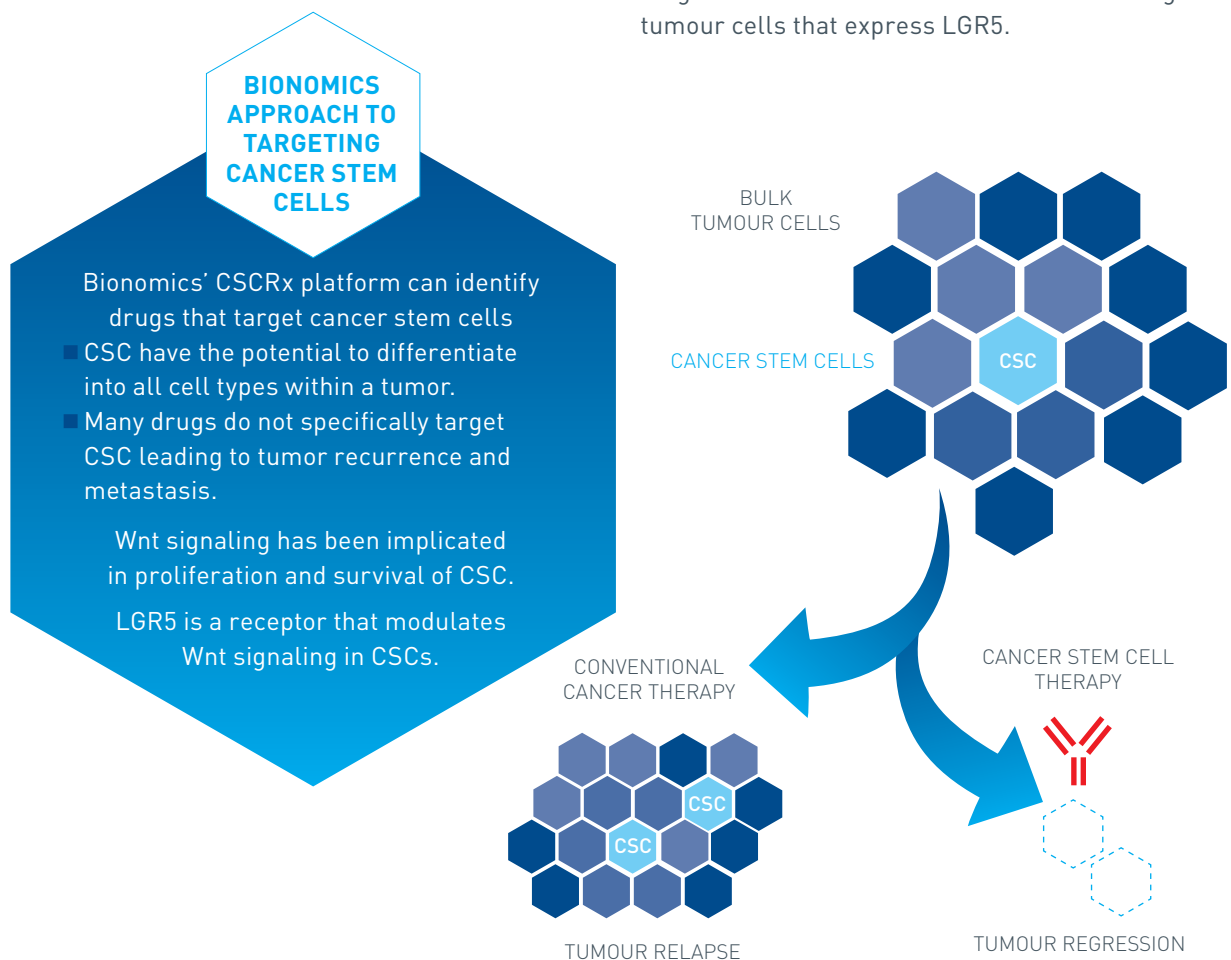 tumour cells that express LGR5.
BIONOMICS
APPROACH TO
TARGETING
CANCER STEM
CELLS
Bionomics’ CSCRx platform can identify
drugs that target cancer stem cells
CSC have the potential to differentiate
into all cell types within a tumor.
Many drugs do not specifically target
CSC leading to tumor recurrence and
metastasis.
Wnt signaling has been implicated
in proliferation and survival of CSC.
LGR5 is a receptor that modulates
Wnt signaling in CSCs.
BULK
TUMOUR CELLS
CANCER STEM CELLS
CSC
CONVENTIONAL
CANCER THERAPY
CSC
CSC
TUMOUR RELAPSE
CANCER STEM CELL
THERAPY
TUMOUR REGRESSION